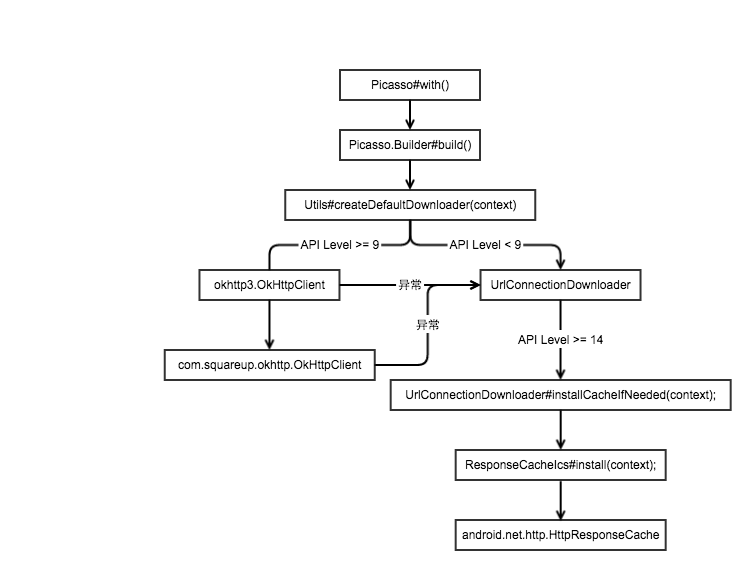 Picasso#with()
Picasso.Builder#build()
Utils#createDefaultDownloader(context)
API Level >= 9
API Level < 9
okhttp3.OkHttpClient
异常
UrlConnectionDownloader
异常
API Level >= 14
com.squareup.okhttp.OkHttpClient
UrlConnectionDownloader#installCacheIfNeeded(context);
ResponseCacheIcs#install(context);
android.net.http.HttpResponseCache